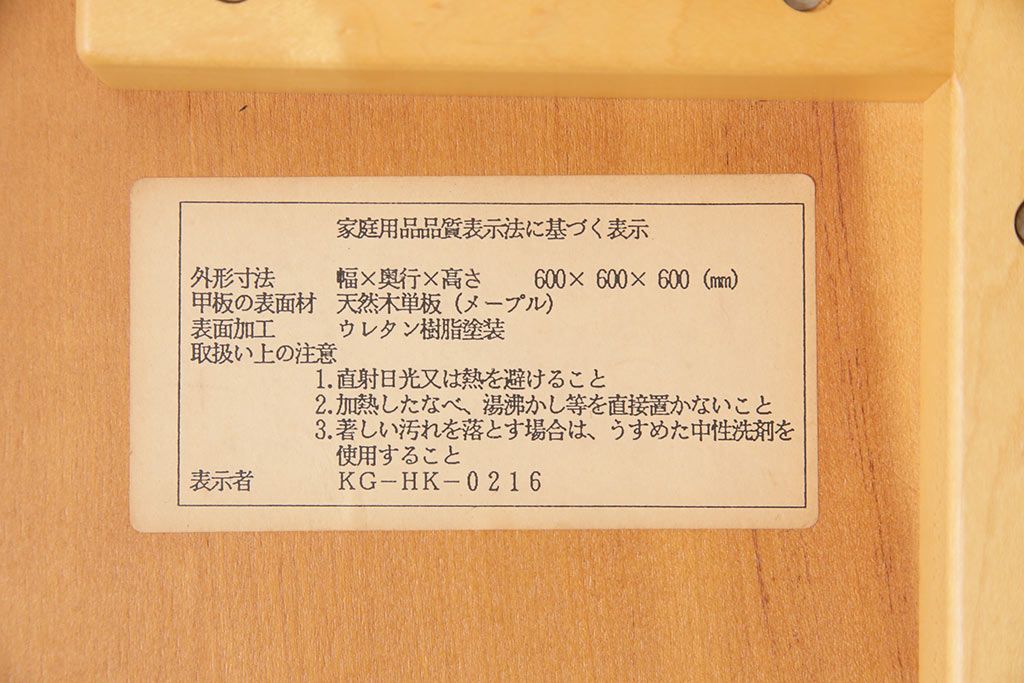 家庭用品品質表示法に基づく表示
外形寸法 幅×奥行×高さ 600×600×600(㎜)
甲板の表面材 天然木単板(メープル)
表面加工 ウレタン樹脂塗装
取扱い上の注意
1.直射日光又は熱を避けること
2.加熱したなべ、湯沸かし等を直接置かないこと
3.著しい汚れを落とす場合は、うすめた中性洗剤を
使用すること
表示者 KG-HK-0216